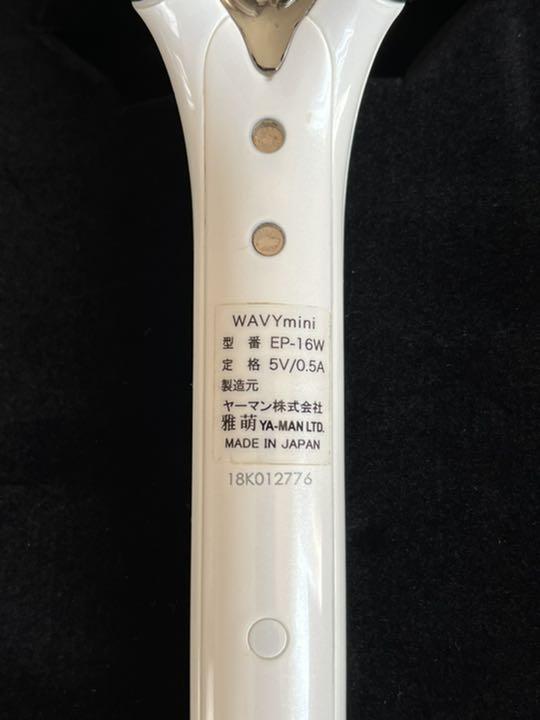 WAVYmini
型 番 EP-16W
定 格 5V/0.5A
製造元
ヤーマン株式会社
雅萌 YA-MAN LTD.
MADE IN JAPAN
18K012776